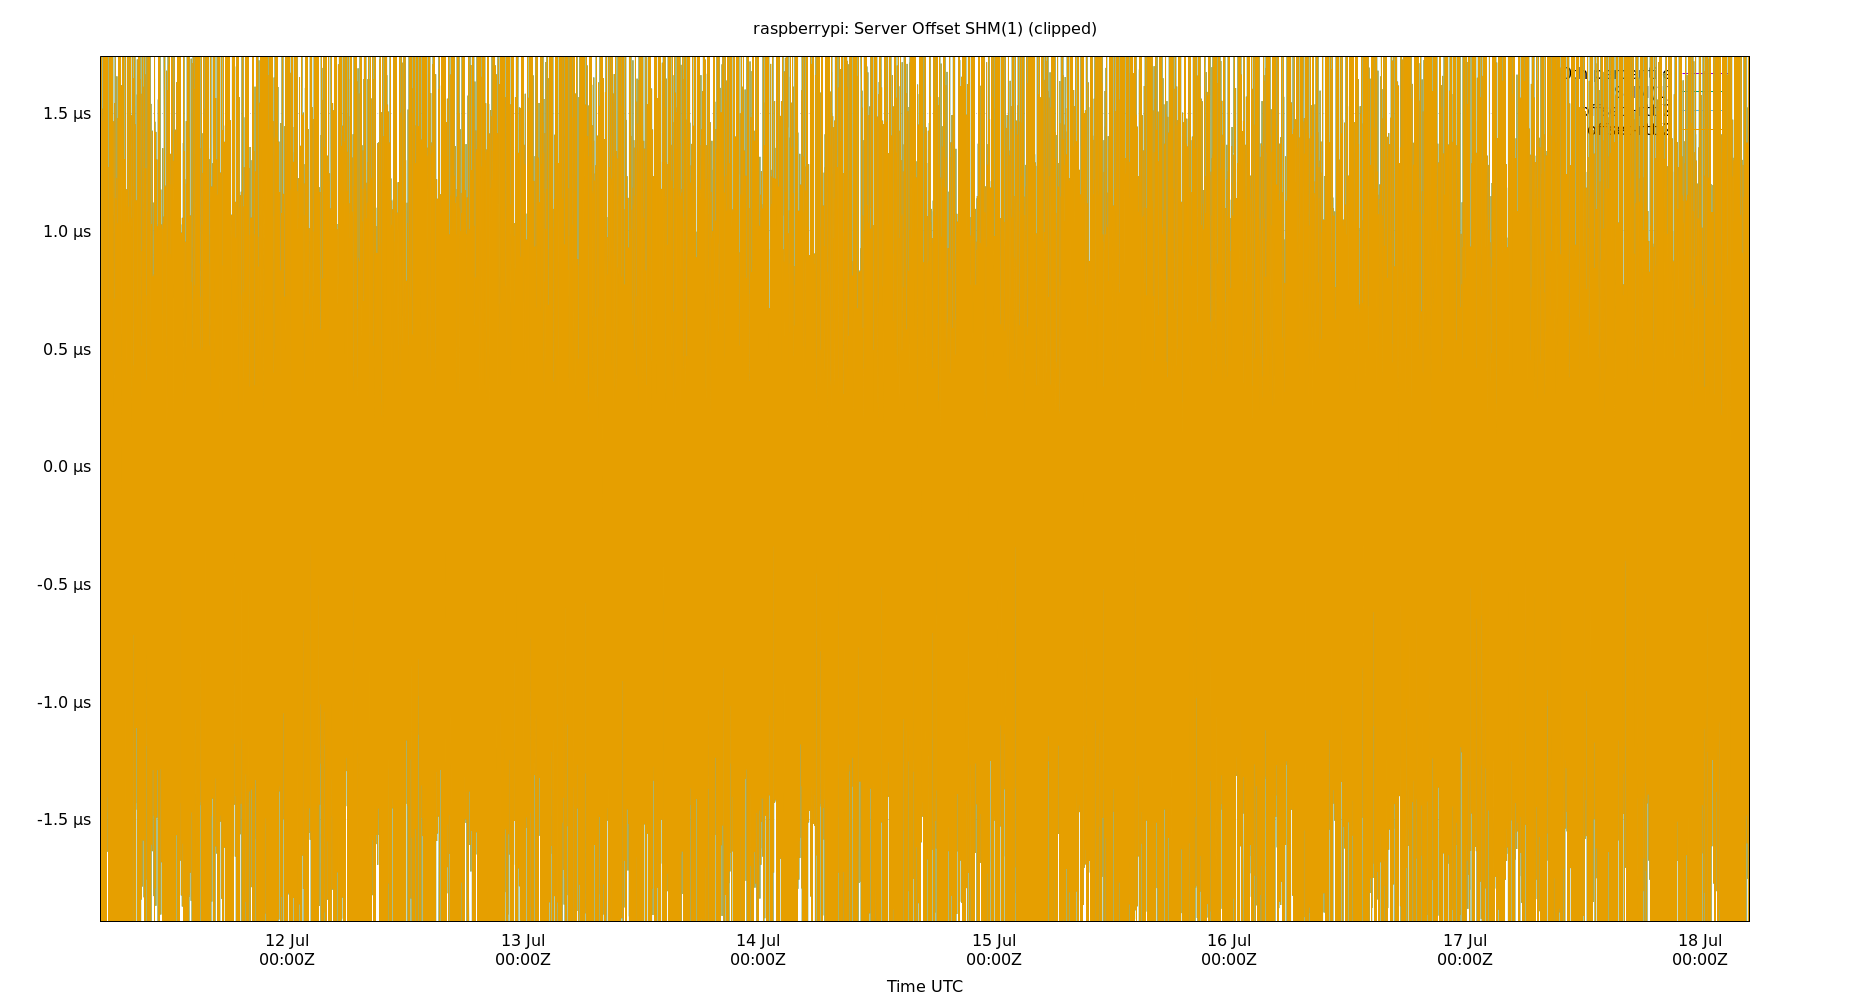 raspberrypi: Server Offset SHM(1) (clipped)
1.5 µs
1.0 µs
0.5 µs
0.0 µs
-0.5 µs
-1.0 µs
-1.5 µs
12 Jul 13 Jul 14 Jul 15 Jul 16 Jul 17 Jul 18 Jul
00:00Z 00:00Z 00:00Z 00:00Z 00:00Z 00:00Z 00:00Z
Time UTC